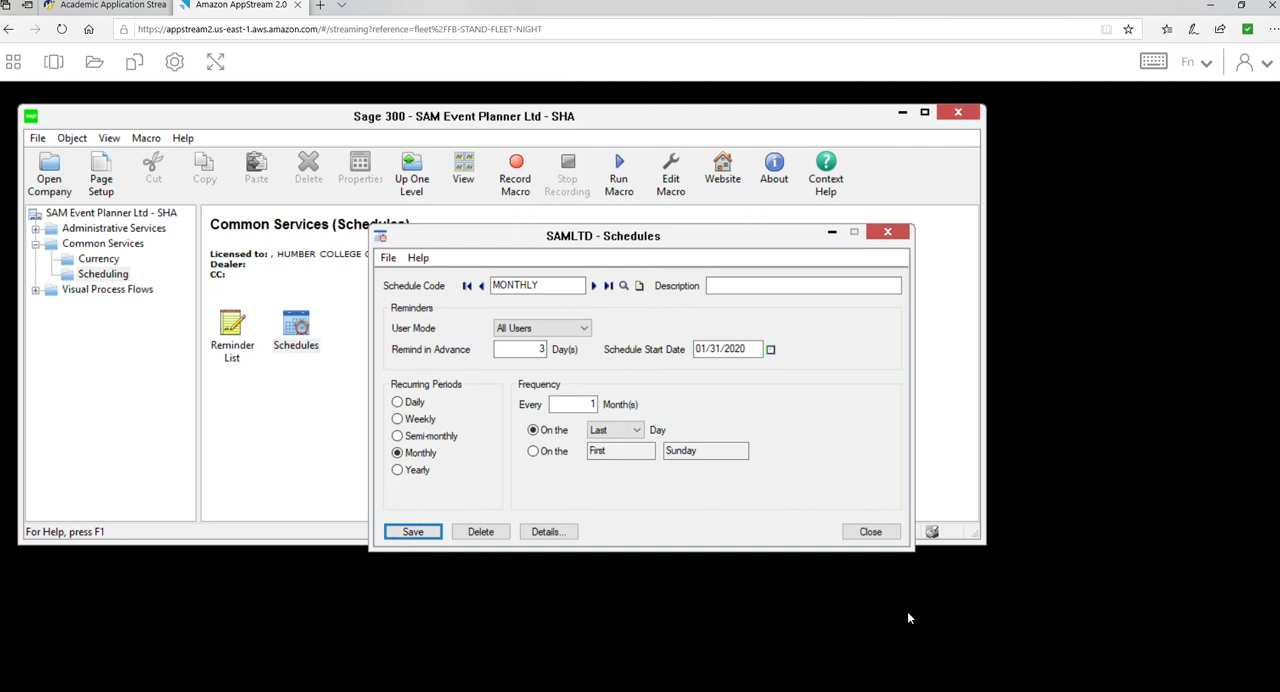 Academic Application Strea
Amazon AppStream 2.0
https://appstream2.us-east-1.aws.amazon.com/#/streaming?reference=fleet%2FFB-STAND-FLEET-NIGHT
Fn
sage
Sage 300 - SAM Event Planner Ltd - SHA
File Object View Macro Help
Open Company
Page Setup
Cut
Copy
Paste
Delete
Properties
Up One Level
View
Record Macro
Stop Recording
Run Macro
Edit Macro
Website
About
Context Help
SAM Event Planner Ltd - SHA
Administrative Services
Common Services
Currency
Scheduling
Visual Process Flows
Common Services (Schedules)
Licensed to: , HUMBER COLLEGE
Dealer:
CC:
Reminder List
Schedules
SAMLTD - Schedules
File Help
Schedule Code MONTHLY Description
Reminders
User Mode All Users
Remind in Advance 3 Day(s) Schedule Start Date 01/31/2020
Recurring Periods
Daily
Weekly
Semi-monthly
Monthly
Yearly
Frequency
Every 1 Month(s)
On the Last Day
On the First Sunday
Save Delete Details... Close
For Help, press F1